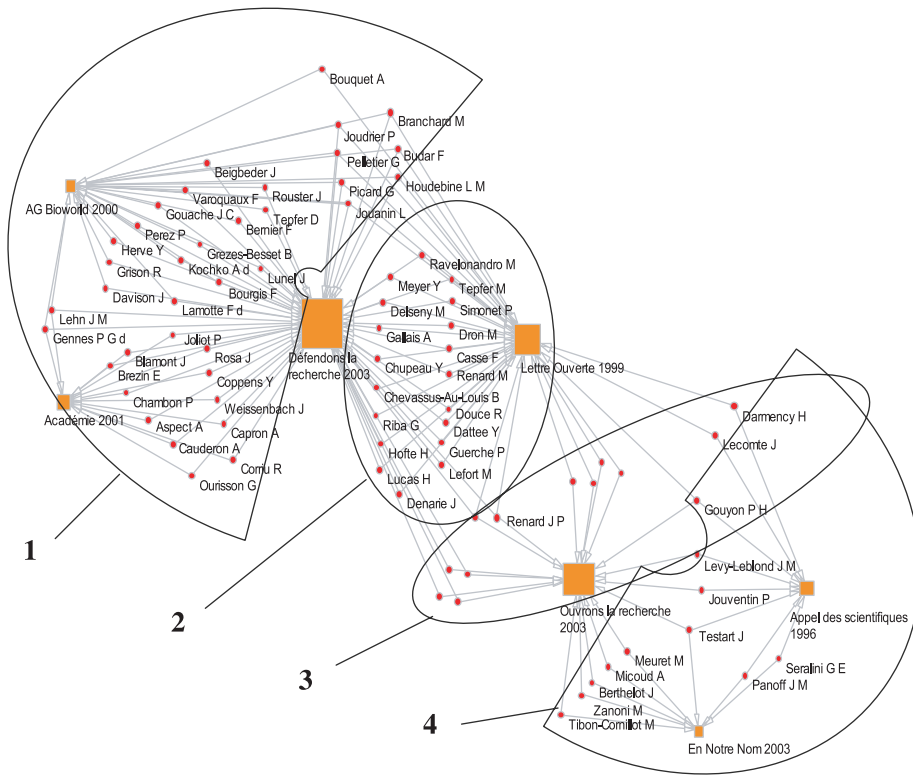 Bouquet A
Branchard M
Joudrier P
Budar F
Pelletier G
Beigbeder J
Houdebine L M
Picard G
Varoquaux F
Rouster J
AG Bioworld 2000
Gouache J C
Jouanin L
Tepfer D
Bernier F
Perez P
Herve Y
Grezes-Besset B
Ravelonandro M
Grison R
Kochko A d
Lunel J
Meyer Y
Tepfer M
Bourgis F
Davison J
Lamotte F d
Delseny M
Simonet P
Lehn J M
Gennes P G d
Joliot P
Gallais A
Dron M
Blamont J
Rosa J
Défendons la
recherche 2003
Chupeau Y
Casse F
Lettre Ouverte 1999
Brezin E
Coppens Y
Renard M
Chambon P
Chevassus-Au-Louis B
Weissenbach J
Académie 2001
Douce R
Aspect A
Capron A
Riba G
Dattee Y
Darmency H
Cauderon A
Hofte H
Guerche P
Lecomte J
Corriu R
Lefort M
Ourisson G
Lucas H
Denarie J
Gouyon P H
Renard J P
1
Levy-Leblond J M
2
Ouvrons la recherche
2003
Jouventin P
Appel des scientifiques
1996
3
Testart J
Meuret M
Seralini G E
Micoud A
Panoff J M
Berthelot J
4
Zanoni M
Tibon-Cornillot M
En Notre Nom 2003